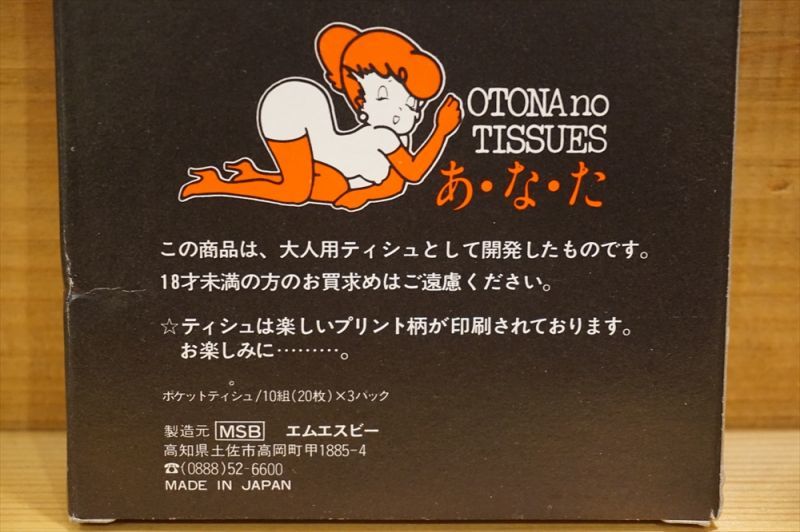 OTONA no
TISSUES
あ・な・た
この商品は、大人用ティシュとして開発したものです。
18才未満の方のお買求めはご遠慮ください。
☆ティシュは楽しいプリント柄が印刷されております。
お楽しみに………。
。
ポケットティシュ/10組(20枚)×3パック
製造元 MSB エムエスビー
高知県土佐市高岡町甲1885-4
☎(0888)52-6600
MADE IN JAPAN